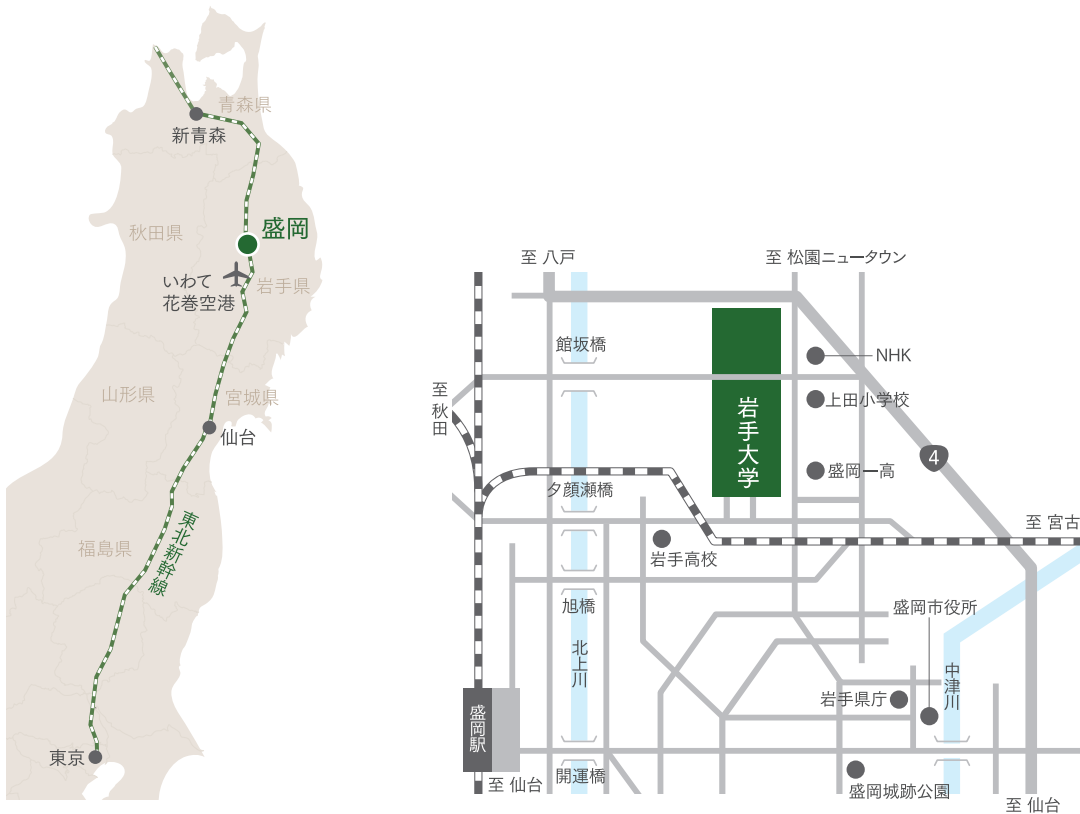 青森県
新青森
盛岡
秋田県
いわて
花巻空港
岩手県
山形県
宮城県
仙台
東北新幹線
福島県
東京
至 八戸
至 松園ニュータウン
館坂橋
NHK
至秋田
上田小学校
岩手大学
4
盛岡一高
夕顔瀬橋
至 宮古
岩手高校
旭橋
盛岡市役所
北上川
中津川
岩手県庁
盛岡駅
開運橋
至 仙台
盛岡城跡公園
至 仙台